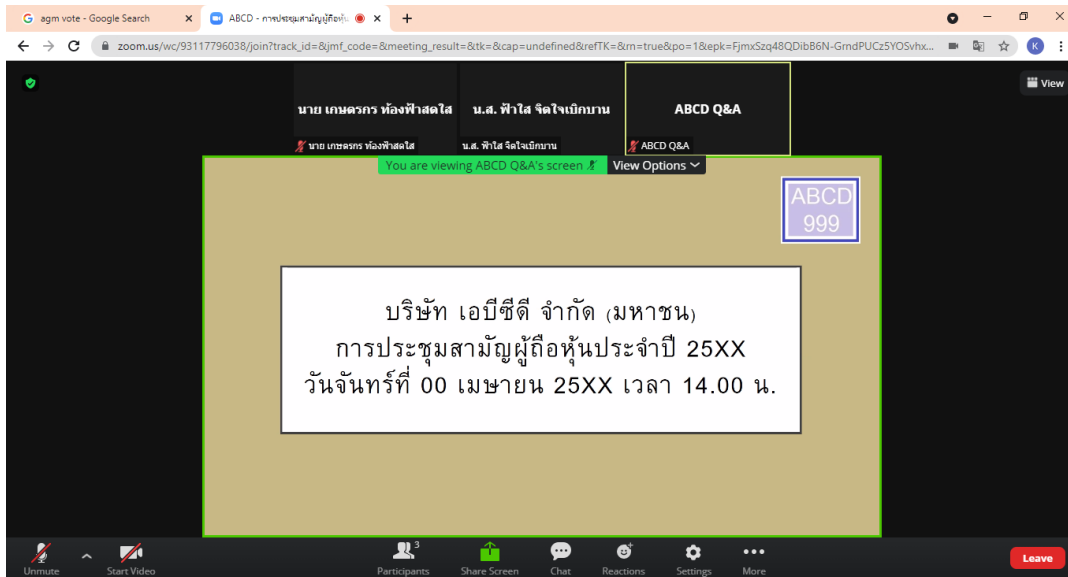 agm vote - Google Search
ABCD - การประชุมสามัญผู้ถือหุ้น
zoom.us/wc/93117796038/join?track_id=&jmf_code=&meeting_result=&tk=&cap=undefined&refTK=&rn=true&po=1&epk=FjmxSzq48QDibB6N-GrndPUCz5YOSvhx...
K
View
นาย เกษตรกร ท้องฟ้าสดใส
น.ส. ฟ้าใส จิตใจเบิกบาน
ABCD Q&A
นาย เกษตรกร ท้องฟ้าสดใส
น.ส. ฟ้าใส จิตใจเบิกบาน
ABCD Q&A
You are viewing ABCD Q&A's screen
View Options
ABCD
999
บริษัท เอบีซีดี จำกัด (มหาชน)
การประชุมสามัญผู้ถือหุ้นประจำปี 25XX
วันจันทร์ที่ 00 เมษายน 25XX เวลา 14.00 น.
Unmute
Start Video
3
Participants
Share Screen
Chat
Reactions
Settings
More
Leave